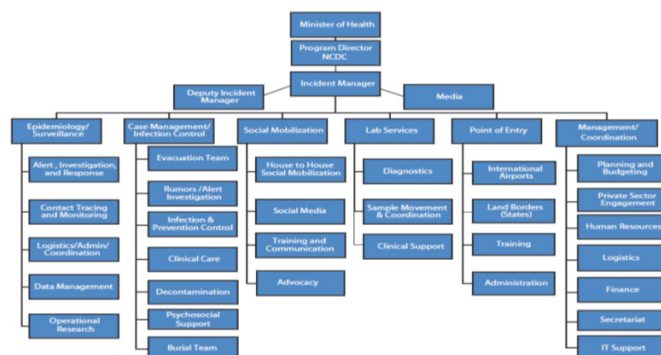 Minister of Health
Program Director
NCDC
Incident Manager
Deputy Incident
Manager
Media
Epidemiology/
Surveillance
Alert , Investigation,
and Response
Contact Tracing
and Monitoring
Logistics/Admin/
Coordination
Data Management
Operational
Research
Case Management/
Infection Control
Evacuation Team
Rumors /Alert
Investigation
Infection &
Prevention Control
Clinical Care
Decontamination
Psychosocial
Support
Burial Team
Social Mobilization
House to House
Social Mobilization
Social Media
Training and
Communication
Advocacy
Lab Services
Diagnostics
Sample Movement
& Coordination
Clinical Support
Point of Entry
International
Airports
Land Borders
(States)
Training
Administration
Management/
Coordination
Planning and
Budgeting
Private Sector
Engagement
Human Resources
Logistics
Finance
Secretariat
IT Support